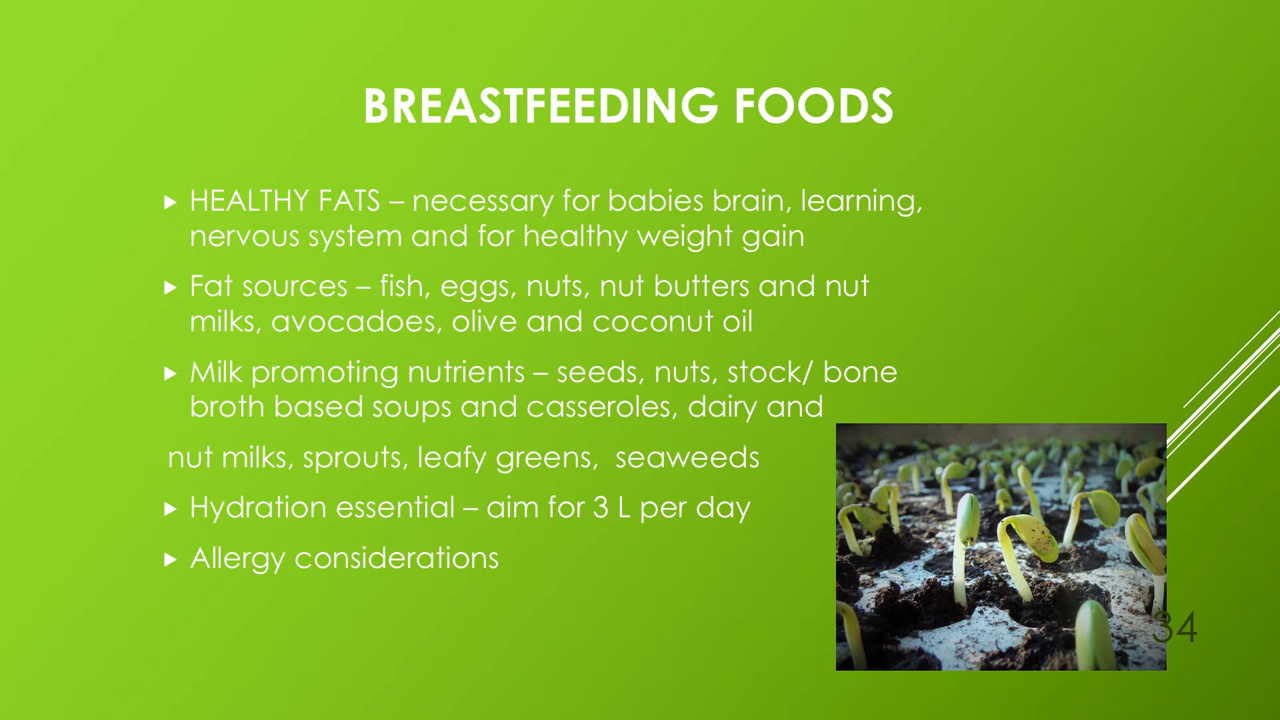 BREASTFEEDING FOODS
▶ HEALTHY FATS – necessary for babies brain, learning,
nervous system and for healthy weight gain
▶ Fat sources – fish, eggs, nuts, nut butters and nut
milks, avocadoes, olive and coconut oil
▶ Milk promoting nutrients – seeds, nuts, stock/ bone
broth based soups and casseroles, dairy and
nut milks, sprouts, leafy greens,  seaweeds
▶ Hydration essential – aim for 3 L per day
▶ Allergy considerations
34